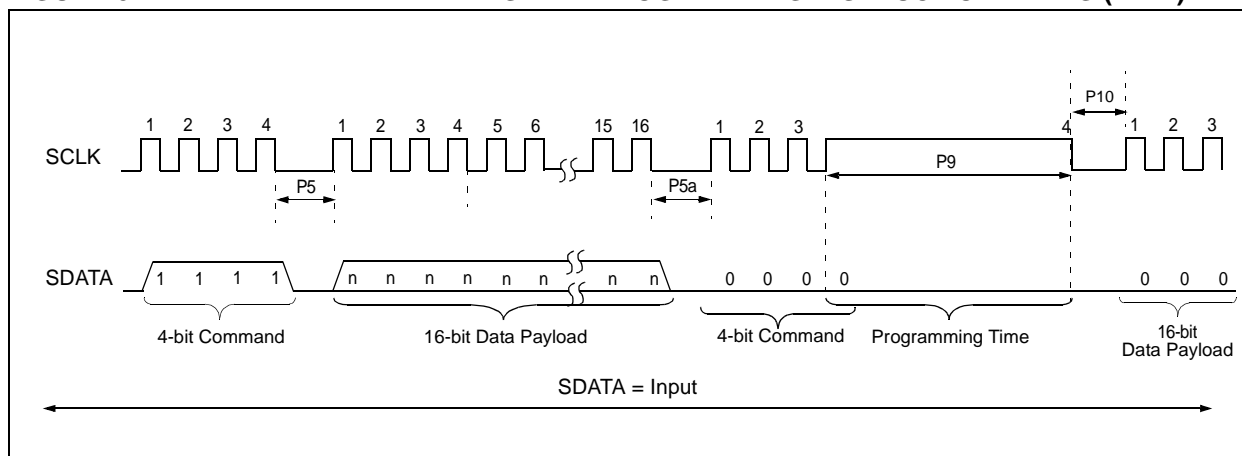 P10
1 2 3 4 1 2 3 4 5 6 15 16 1 2 3 4 1 2 3
SCLK
P9
P5
P5a
SDATA
1 1 1 1 n n n n n n n n 0 0 0 0 0 0 0
4-bit Command
16-bit Data Payload
4-bit Command
Programming Time
16-bit
Data Payload
SDATA = Input